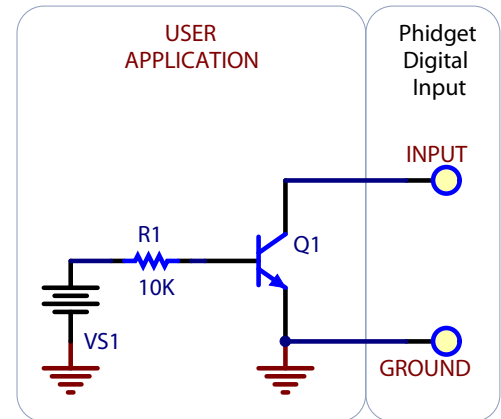 USER
APPLICATION
Phidget
Digital
Input
INPUT
R1
Q1
10K
VS1
GROUND